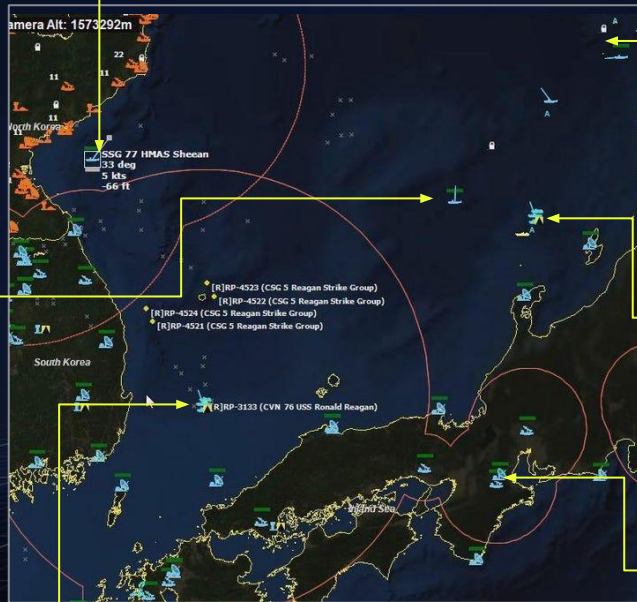 amera Alt: 1573292m
22
11
11
11
North Korea
SSG 77 HMAS Sheean
33 deg
5 kts
-66 ft
A
A
A
[R]RP-4523 (CSG 5 Reagan Strike Group)
[R]RP-4522 (CSG 5 Reagan Strike Group)
[R]RP-4524 (CSG 5 Reagan Strike Group)
[R]RP-4521 (CSG 5 Reagan Strike Group)
South Korea
[R]RP-3133 (CVN 76 USS Ronald Reagan)
Inland Sea